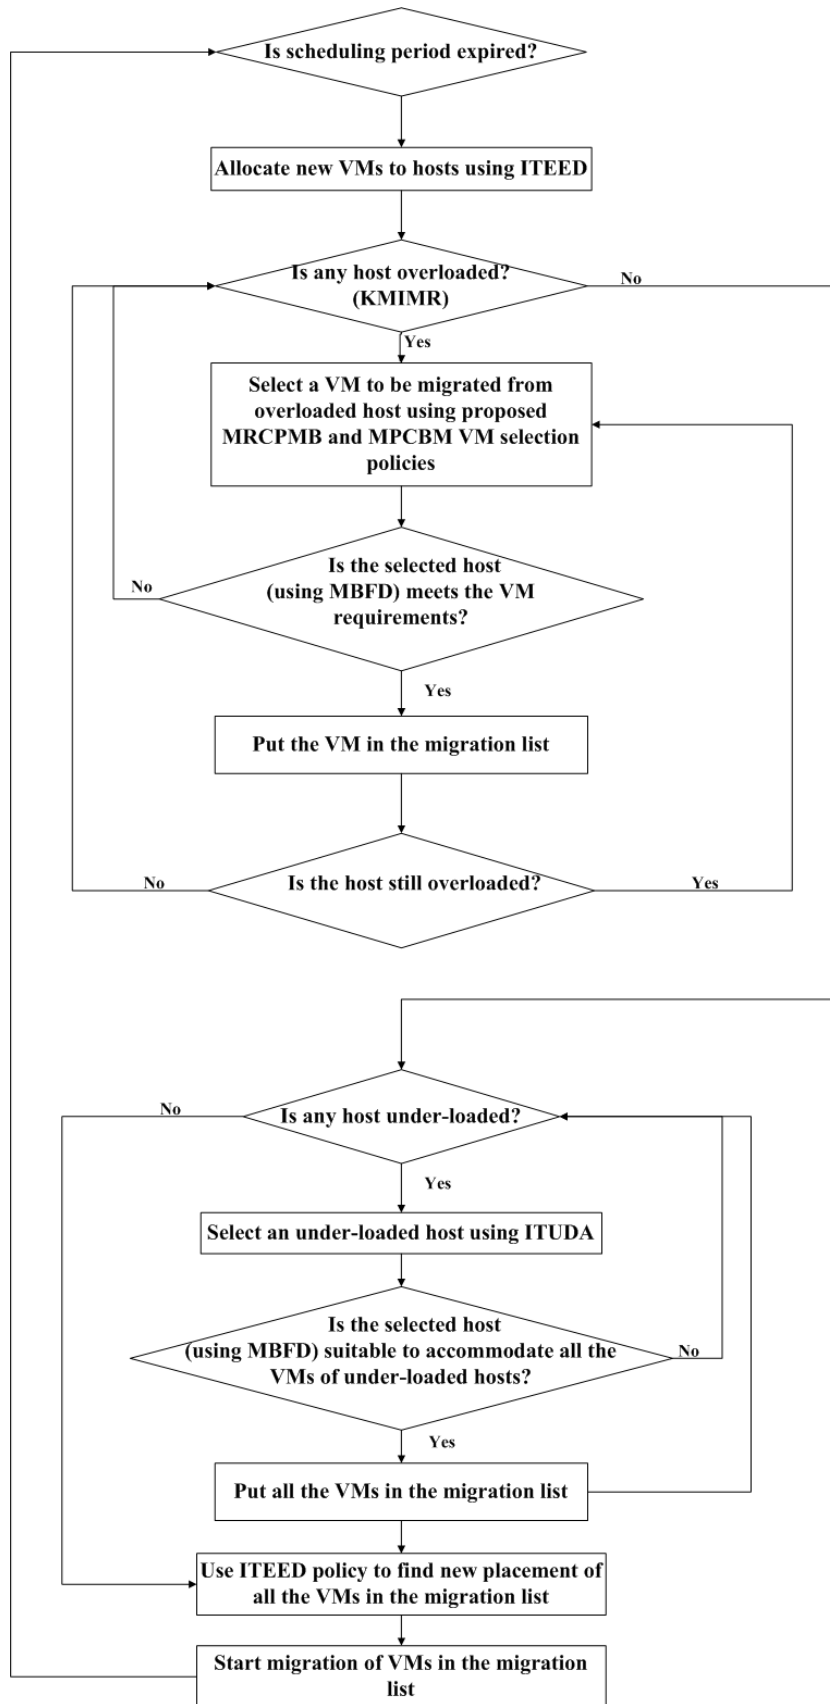 Is scheduling period expired?
Allocate new VMs to hosts using ITEED
Is any host overloaded?
(KMIMR)
No
Yes
Select a VM to be migrated from
overloaded host using proposed
MRCPMB and MPCBM VM selection
policies
Is the selected host
(using MBFD) meets the VM
requirements?
No
Yes
Put the VM in the migration list
Is the host still overloaded?
No
Yes
Is any host under-loaded?
No
Yes
Select an under-loaded host using ITUDA
Is the selected host
(using MBFD) suitable to accommodate all the
VMs of under-loaded hosts?
No
Yes
Put all the VMs in the migration list
Use ITEED policy to find new placement of
all the VMs in the migration list
Start migration of VMs in the migration
list